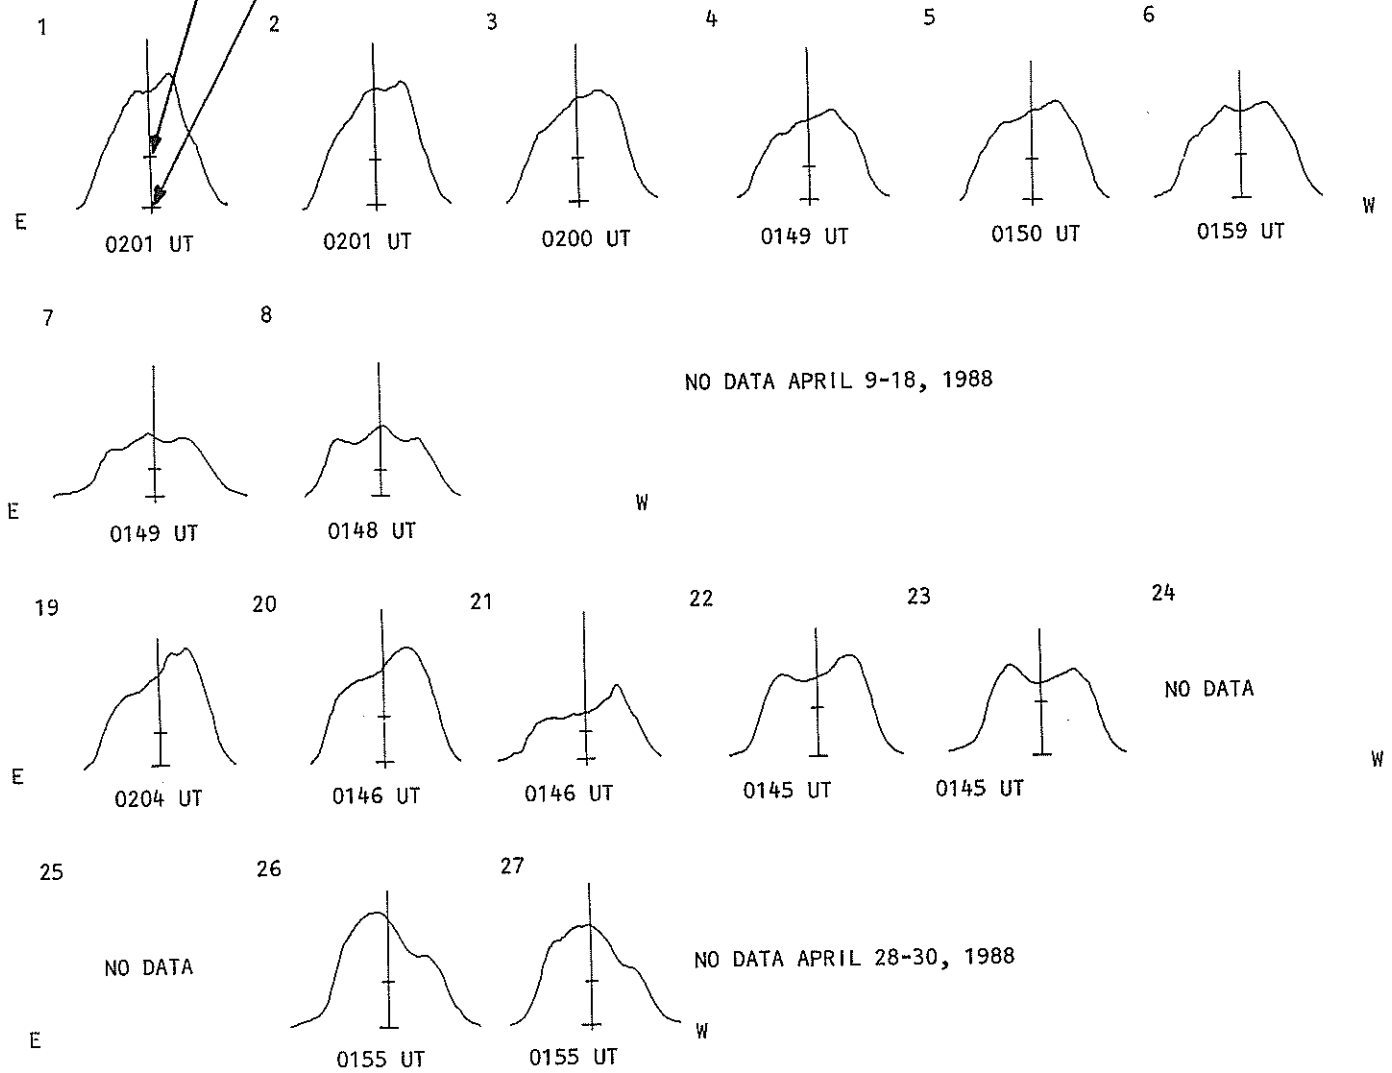 1 2 3 4 5 6
E W
0201 UT 0201 UT 0200 UT 0149 UT 0150 UT 0159 UT
7 8
NO DATA APRIL 9-18, 1988
E W
0149 UT 0148 UT
19 20 21 22 23 24
NO DATA
E W
0204 UT 0146 UT 0146 UT 0145 UT 0145 UT
25 26 27
NO DATA NO DATA APRIL 28-30, 1988
E W
0155 UT 0155 UT